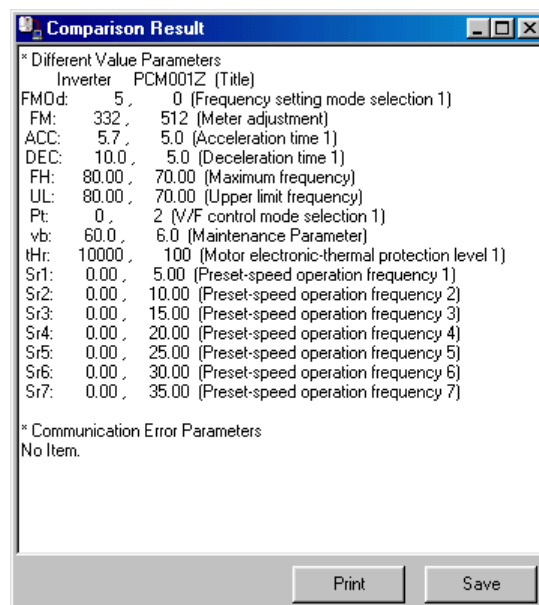 Comparison Result
* Different Value Parameters
Inverter PCM001Z (Title)
FMOd: 5 , 0 (Frequency setting mode selection 1)
FM: 332 , 512 (Meter adjustment)
ACC: 5.7 , 5.0 (Acceleration time 1)
DEC: 10.0 , 5.0 (Deceleration time 1)
FH: 80.00 , 70.00 (Maximum frequency)
UL: 80.00 , 70.00 (Upper limit frequency)
Pt: 0 , 2 (V/F control mode selection 1)
vb: 60.0 , 6.0 (Maintenance Parameter)
tHr: 10000 , 100 (Motor electronic-thermal protection level 1)
Sr1: 0.00 , 5.00 (Preset-speed operation frequency 1)
Sr2: 0.00 , 10.00 (Preset-speed operation frequency 2)
Sr3: 0.00 , 15.00 (Preset-speed operation frequency 3)
Sr4: 0.00 , 20.00 (Preset-speed operation frequency 4)
Sr5: 0.00 , 25.00 (Preset-speed operation frequency 5)
Sr6: 0.00 , 30.00 (Preset-speed operation frequency 6)
Sr7: 0.00 , 35.00 (Preset-speed operation frequency 7)
* Communication Error Parameters
No Item.
Print Save